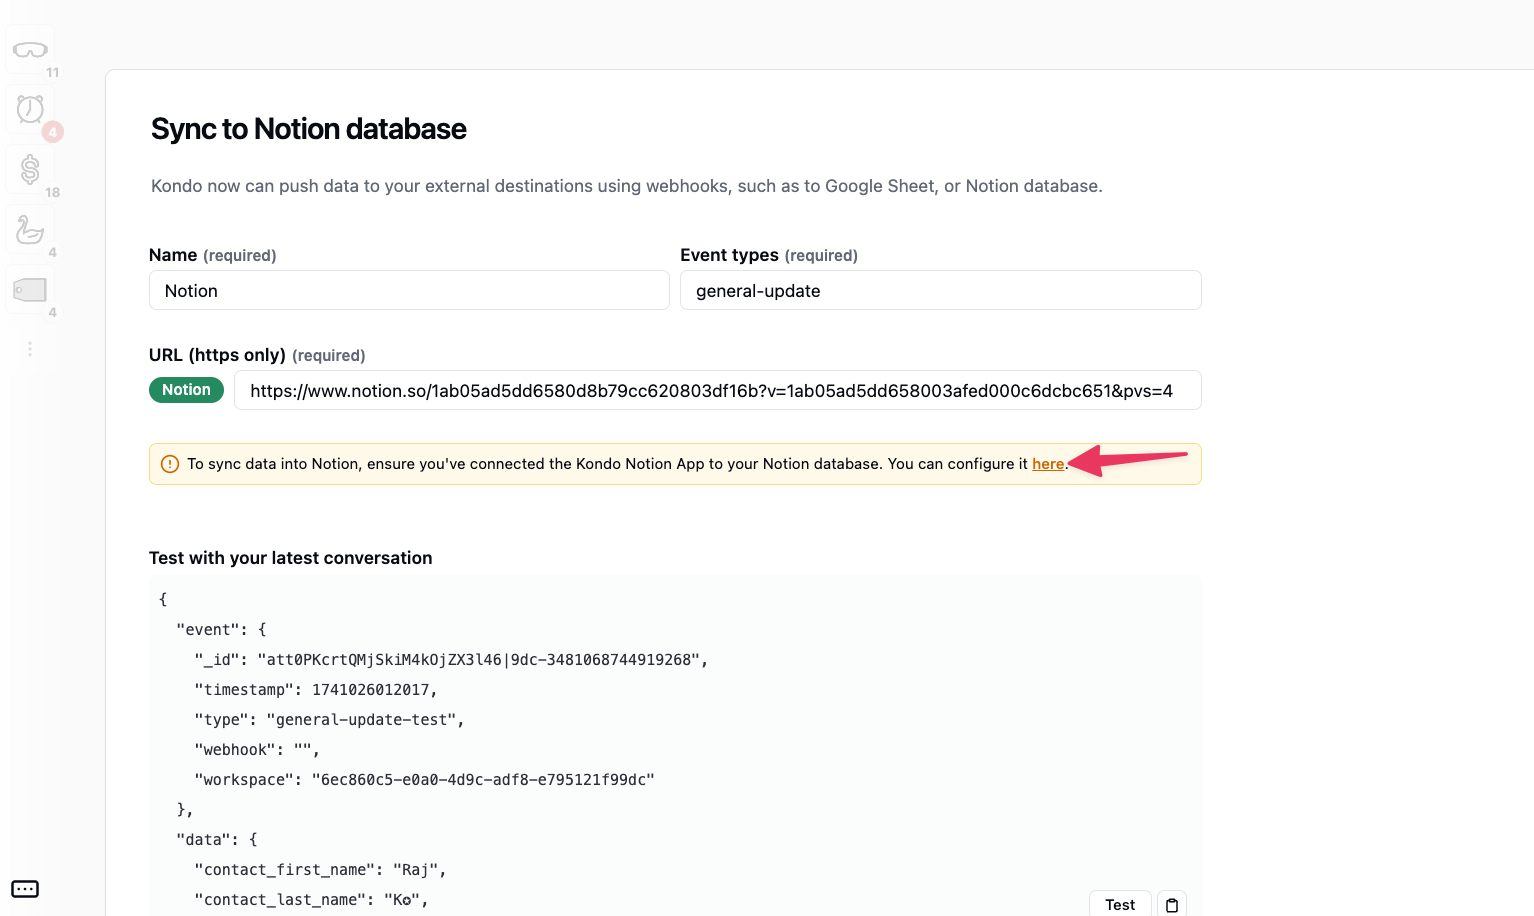 11
4
18
4
4
Sync to Notion database
Kondo now can push data to your external destinations using webhooks, such as to Google Sheet, or Notion database.
Name (required)
Event types (required)
Notion
general-update
URL (https only) (required)
Notion
https://www.notion.so/1ab05ad5dd6580d8b79cc620803df16b?v=1ab05ad5dd658003afed000c6dcbc651&pvs=4
To sync data into Notion, ensure you've connected the Kondo Notion App to your Notion database. You can configure it here.
Test with your latest conversation
{
"event": {
"_id": "att0PKcrtQMjSkiM4kOjZX3l46|9dc-3481068744919268",
"timestamp": 1741026012017,
"type": "general-update-test",
"webhook": "",
"workspace": "6ec860c5-e0a0-4d9c-adf8-e795121f99dc"
},
"data": {
"contact_first_name": "Raj",
"contact_last_name": "K✪",
Test